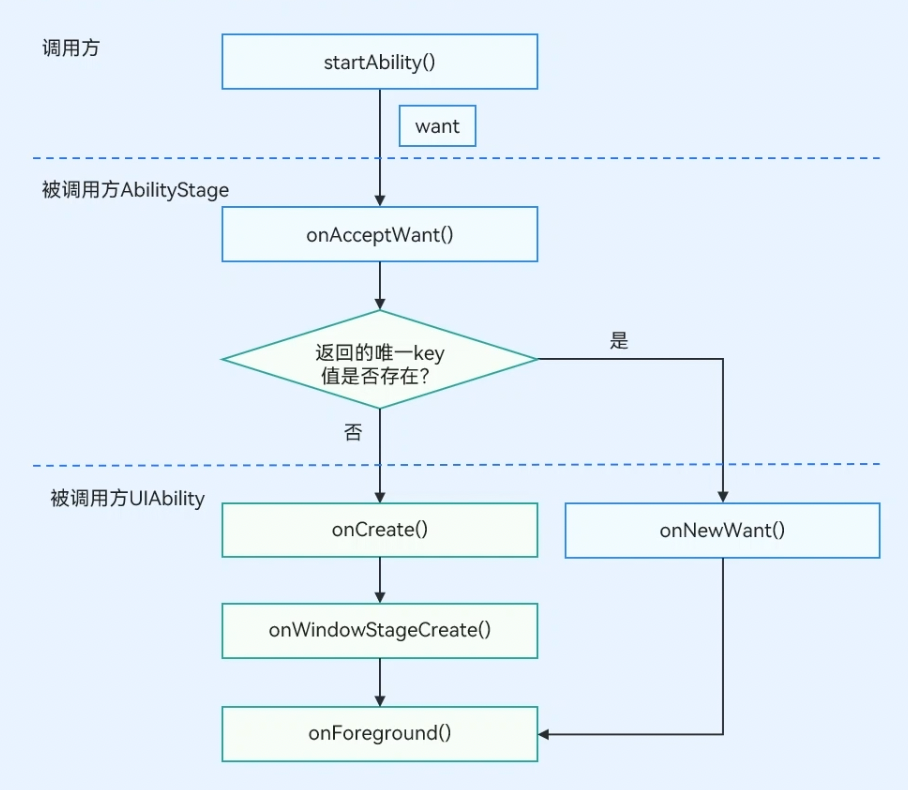 调用方
startAbility()
want
被调用方AbilityStage
onAcceptWant()
返回的唯一key
值是否存在？
是
否
被调用方UIAbility
onCreate()
onNewWant()
onWindowStageCreate()
onForeground()